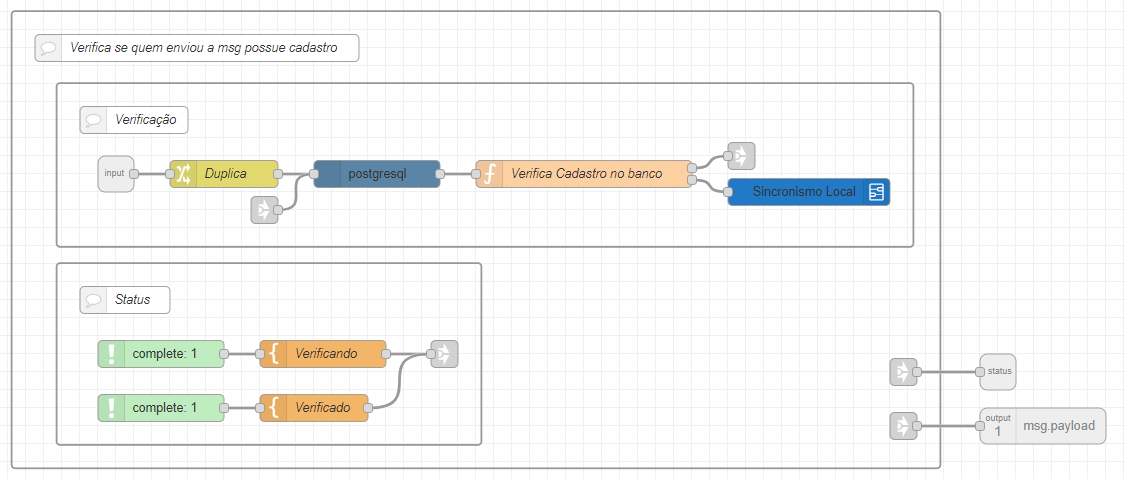 Verifica se quem enviou a msg possue cadastro
Verificação
input
Duplica
postgresql
Verifica Cadastro no banco
Sincronismo Local
Status
complete: 1
Verificando
complete: 1
Verificado
status
output
1
msg.payload